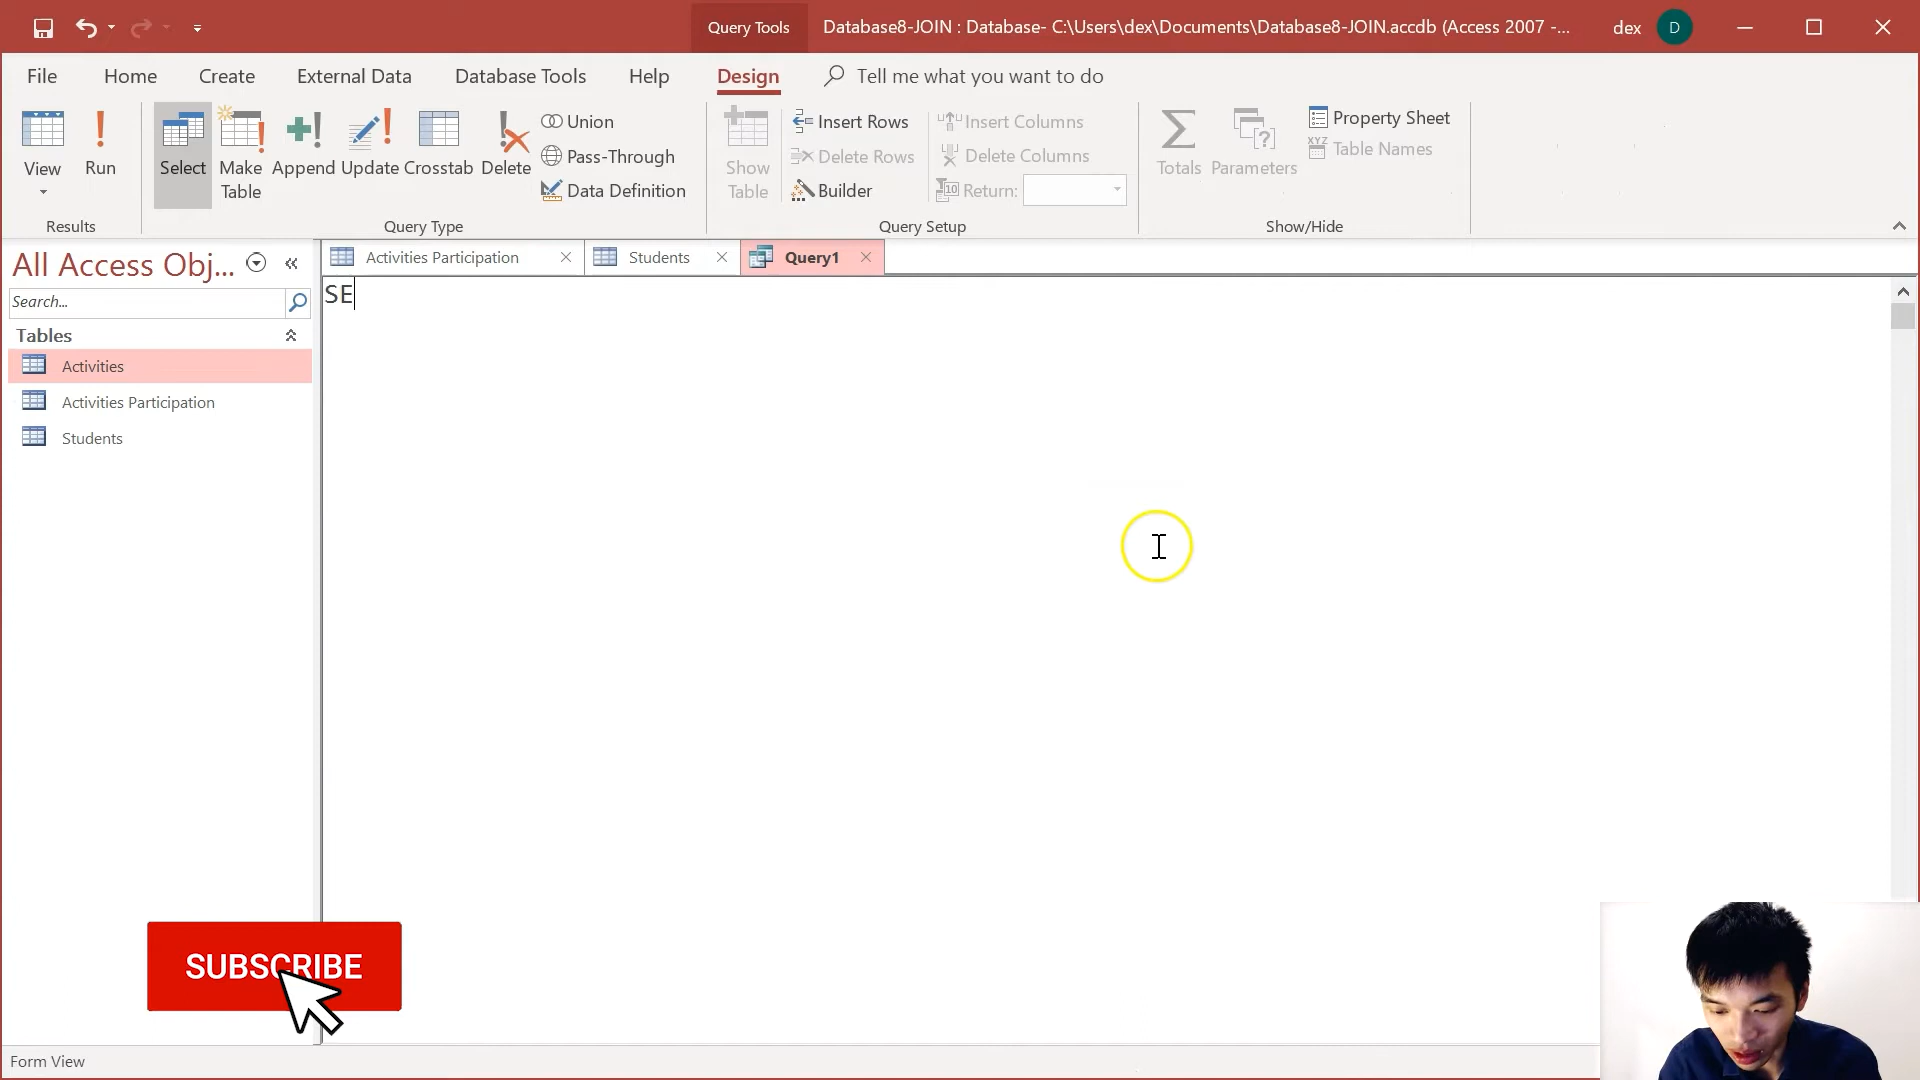 Query Tools
Database8-JOIN : Database- C:\Users\dex\Documents\Database8-JOIN.accdb (Access 2007 -...
dex
D
File Home Create External Data Database Tools Help Design Tell me what you want to do
View
Run
Results
Select
Make Table
Append
Update
Crosstab
Delete
Union
Pass-Through
Data Definition
Query Type
Show Table
Insert Rows
Delete Rows
Builder
Insert Columns
Delete Columns
Return:
Query Setup
Totals
Parameters
Property Sheet
Table Names
Show/Hide
All Access Obj...
Search...
Tables
Activities
Activities Participation
Students
Activities Participation Students Query1
SE
SUBSCRIBE
Form View